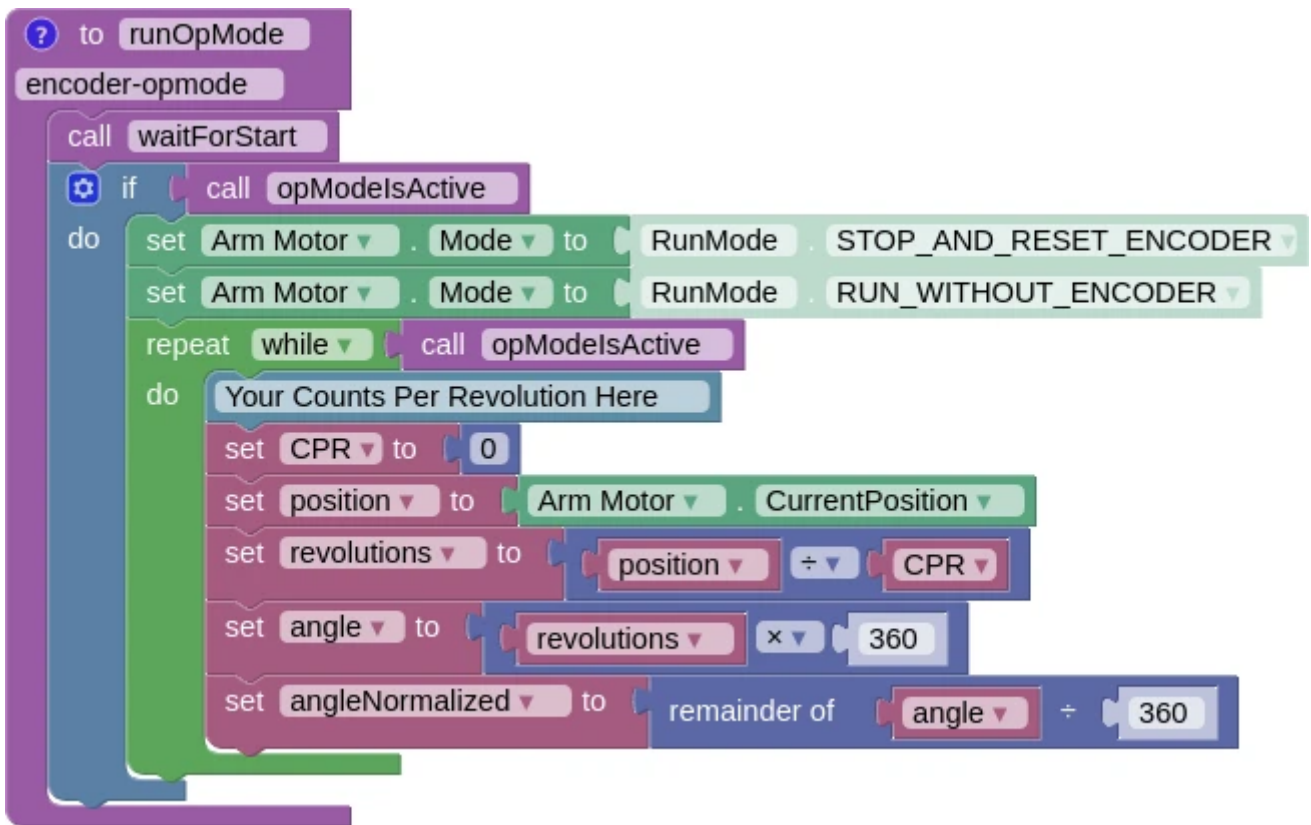 ? to runOpMode
encoder-opmode
call waitForStart
if call opModeIsActive
do set Arm Motor . Mode to RunMode . STOP_AND_RESET_ENCODER
set Arm Motor . Mode to RunMode . RUN_WITHOUT_ENCODER
repeat while call opModeIsActive
do Your Counts Per Revolution Here
set CPR to 0
set position to Arm Motor . CurrentPosition
set revolutions to position ÷ CPR
set angle to revolutions × 360
set angleNormalized to remainder of angle ÷ 360